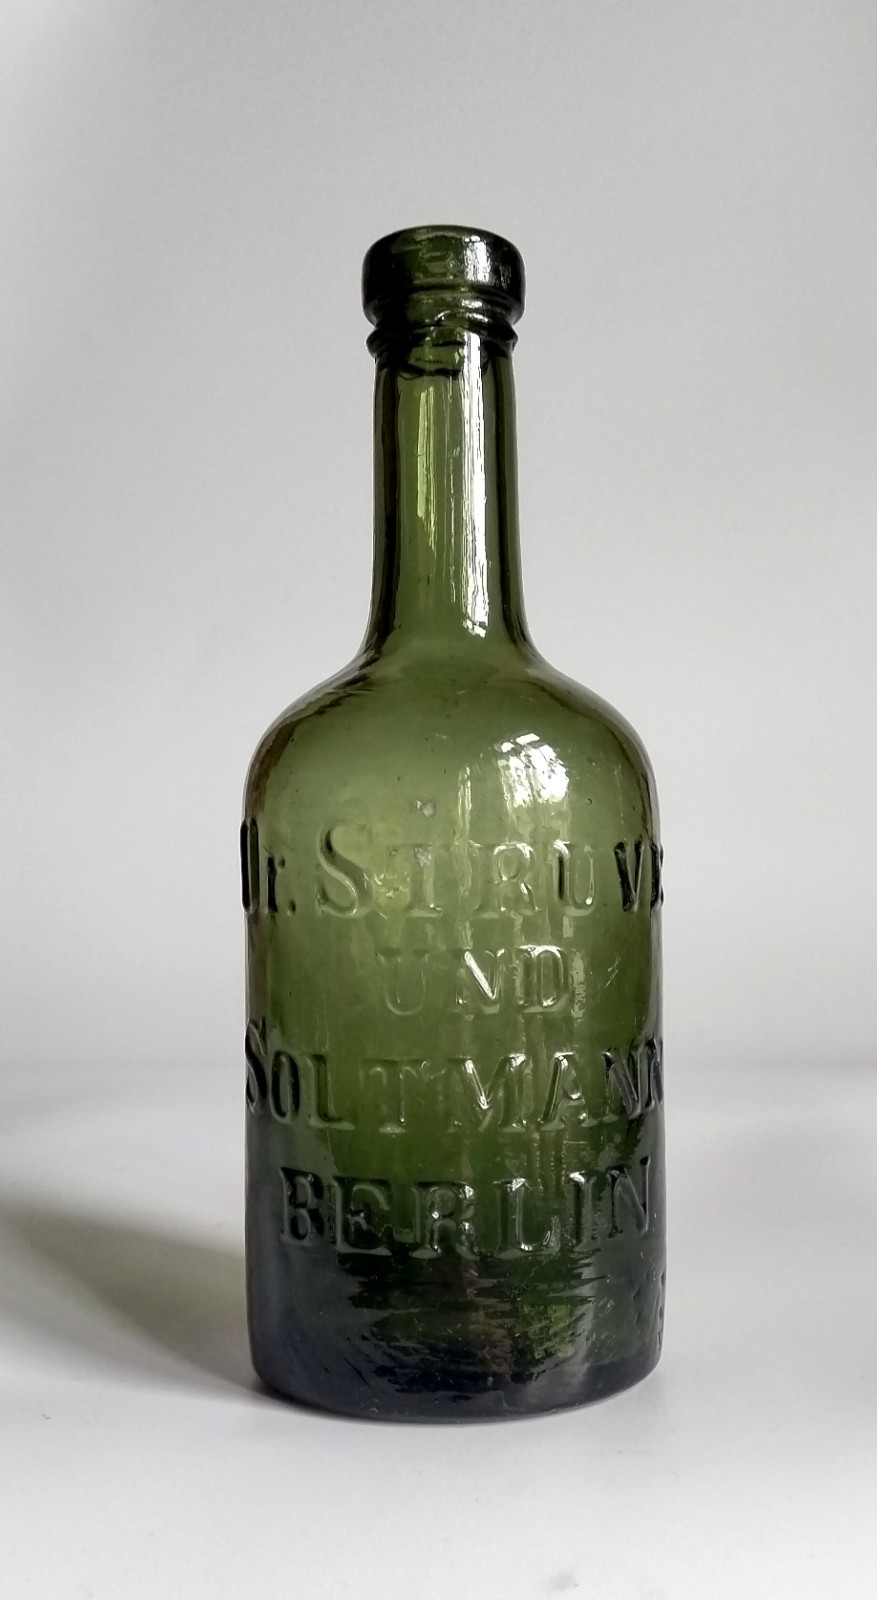 Dr. STRUVE
UND
SOLTMANN
BERLIN